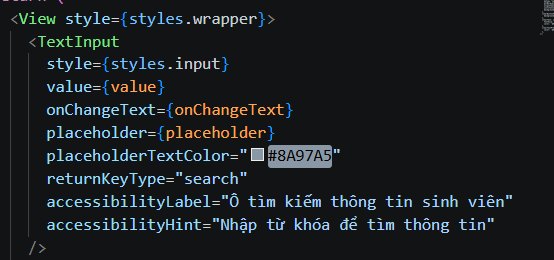 <View style={styles.wrapper}>
<TextInput
style={styles.input}
value={value}
onChangeText={onChangeText}
placeholder={placeholder}
placeholderTextColor="#8A97A5"
returnKeyType="search"
accessibilityLabel="Ô tìm kiếm thông tin sinh viên"
accessibilityHint="Nhập từ khóa để tìm thông tin"
/>